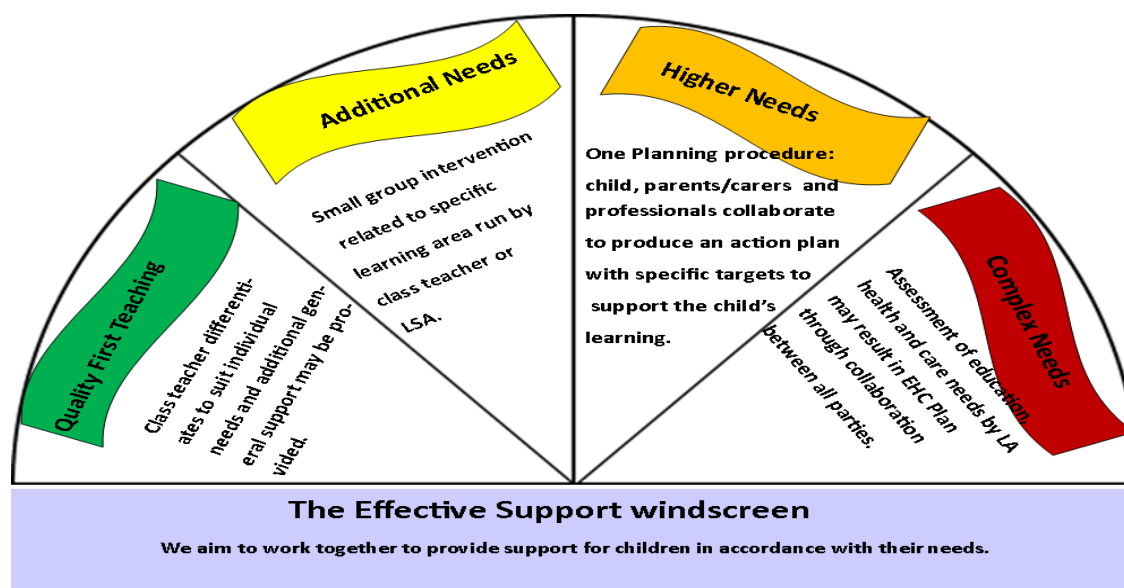 Quality First Teaching
Class teacher differenti-
ates to suit individual
needs and additional gen-
eral support may be pro-
vided.
Additional Needs
Small group intervention
related to specific
learning area run by
class teacher or
LSA.
Higher Needs
One Planning procedure:
child, parents/carers and
professionals collaborate
to produce an action plan
with specific targets to
support the child's
learning.
Complex Needs
Assessment of education,
health and care needs by LA
may result in EHC Plan
through collaboration
between all parties.
The Effective Support windscreen
We aim to work together to provide support for children in accordance with their needs.